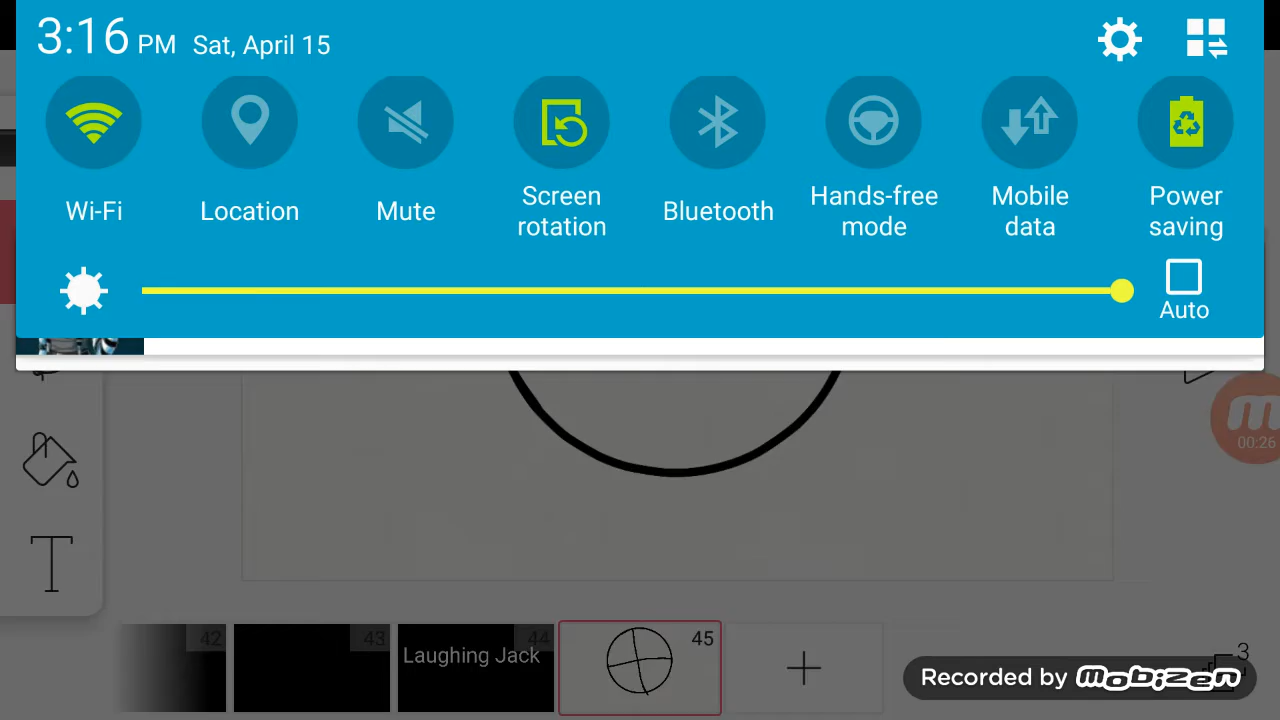 3:16 PM Sat, April 15
Wi-Fi
Location
Mute
Screen
rotation
Bluetooth
Hands-free
mode
Mobile
data
Power
saving
Auto
00:26
T
42
43
44
Laughing Jack
45
3
Recorded by mobizen